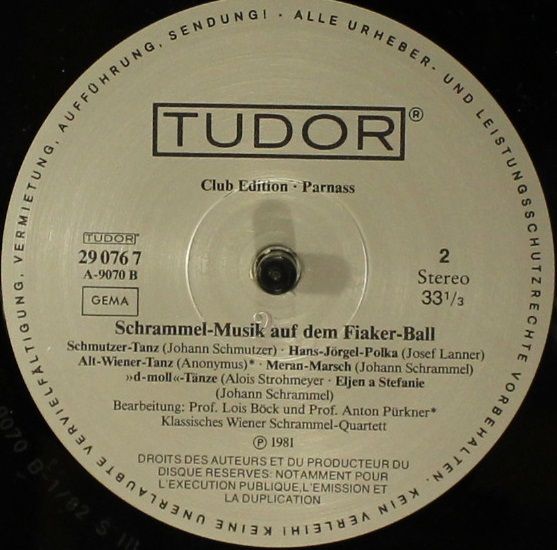 ALLE URHEBER- UND LEISTUNGSSCHUTZRECHTE VORBEHALTEN. KEIN VERLEIH! KEINE UNERLAUBTE VERVIELFÄLTIGUNG, VERMIETUNG, AUFFÜHRUNG, SENDUNG! ·
TUDOR®
Club Edition · Parnass
TUDOR
29 076 7
A-9070 B
GEMA
2
Stereo
33 1/3
Schrammel-Musik auf dem Fiaker-Ball
Schmutzer-Tanz (Johann Schmutzer) · Hans-Jörgel-Polka (Josef Lanner)
Alt-Wiener-Tanz (Anonymus)* · Meran-Marsch (Johann Schrammel)
»d-moll«-Tänze (Alois Strohmeyer · Eljen a Stefanie
(Johann Schrammel)
Bearbeitung: Prof. Lois Böck und Prof. Anton Pürkner*
Klassisches Wiener Schrammel-Quartett
℗ 1981
DROITS DES AUTEURS ET DU PRODUCTEUR DU
DISQUE RESERVES: NOTAMMENT POUR
L'EXECUTION PUBLIQUE, L'EMISSION ET
LA DUPLICATION